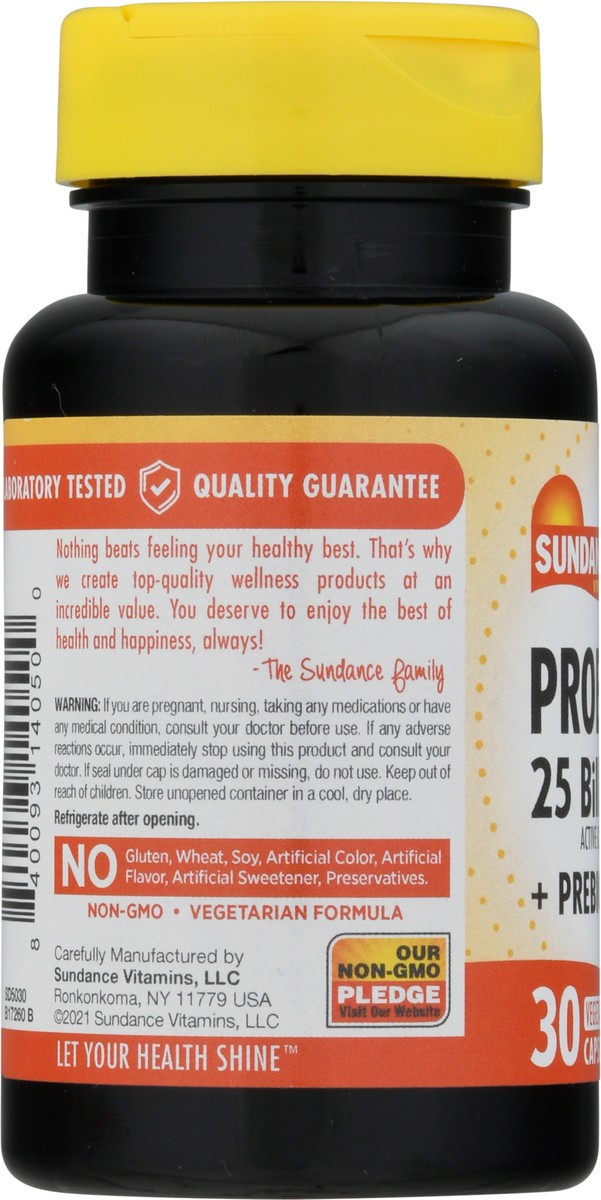 LABORATORY TESTED QUALITY GUARANTEE
Nothing beats feeling your healthy best. That's why
we create top-quality wellness products at an
incredible value. You deserve to enjoy the best of
health and happiness, always!
- The Sundance family
WARNING: If you are pregnant, nursing, taking any medications or have
any medical condition, consult your doctor before use. If any adverse
reactions occur, immediately stop using this product and consult your
doctor. If seal under cap is damaged or missing, do not use. Keep out of
reach of children. Store unopened container in a cool, dry place.
Refrigerate after opening.
NO Gluten, Wheat, Soy, Artificial Color, Artificial
Flavor, Artificial Sweetener, Preservatives.
NON-GMO • VEGETARIAN FORMULA
Carefully Manufactured by
Sundance Vitamins, LLC
Ronkonkoma, NY 11779 USA
©2021 Sundance Vitamins, LLC
OUR
NON-GMO
PLEDGE
Visit Our Website
LET YOUR HEALTH SHINE™
8 40093 14050 0
SD5030
B17260 B
SUNDAN
PRO
25 Bil
ACTIVE
+ PREB
30 VEGET
CAPS